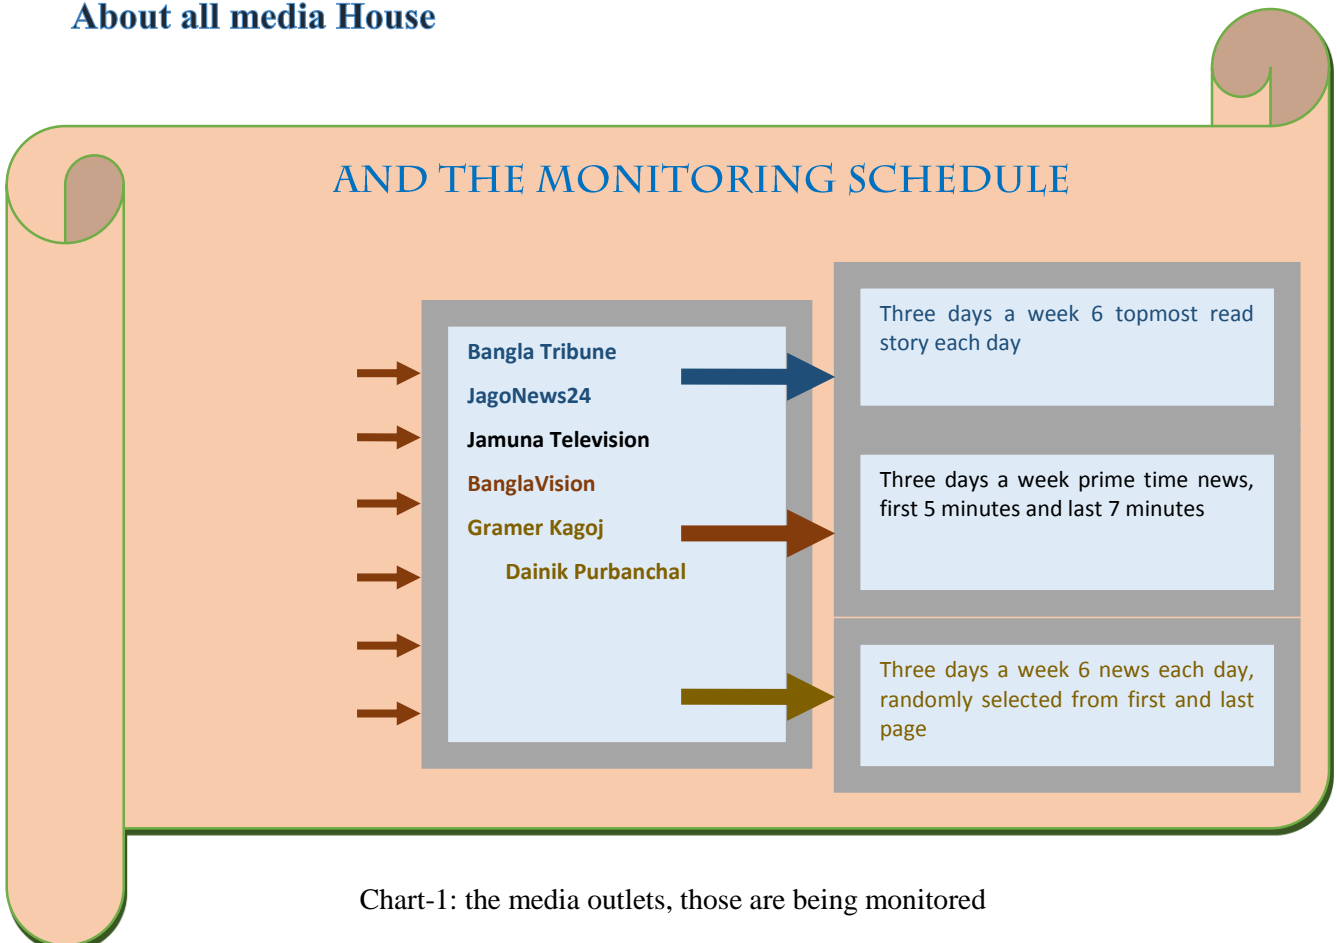 About all media House
AND THE MONITORING SCHEDULE
Bangla Tribune
JagoNews24
Jamuna Television
BanglaVision
Gramer Kagoj
Dainik Purbanchal
Three days a week 6 topmost read
story each day
Three days a week prime time news,
first 5 minutes and last 7 minutes
Three days a week 6 news each day,
randomly selected from first and last
page
Chart-1: the media outlets, those are being monitored